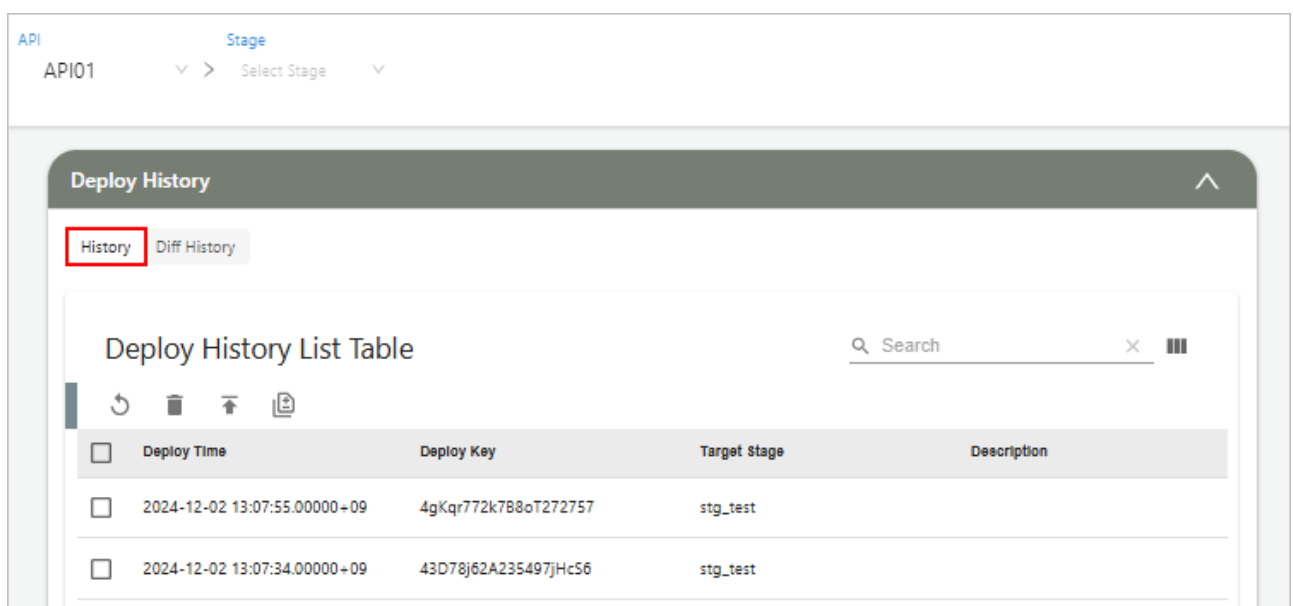 API Stage
API01 > Select Stage
Deploy History
History Diff History
Deploy History List Table
Search
Deploy Time Deploy Key Target Stage Description
2024-12-02 13:07:55.00000+09 4gKqr772k7B8oT272757 stg_test
2024-12-02 13:07:34.00000+09 43D78j62A235497jHcS6 stg_test